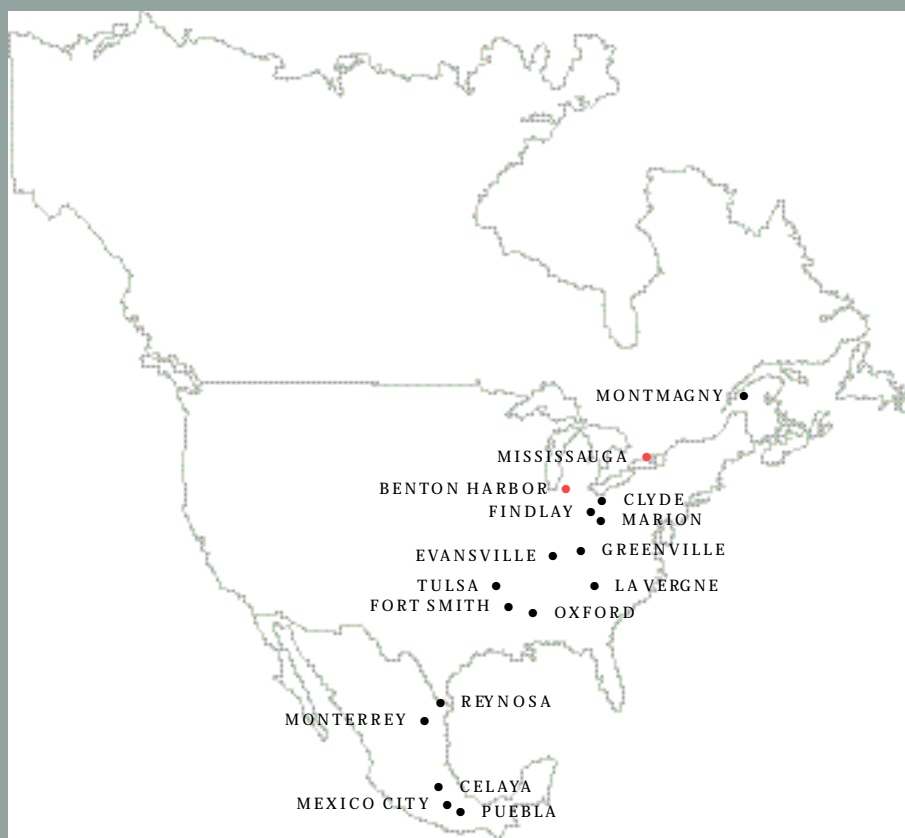 MONTMAGNY
MISSISSAUGA
BENTON HARBOR
CLYDE
FINDLAY
MARION
GREENVILLE
EVANSVILLE
TULSA
LA VERGNE
FORT SMITH
OXFORD
REYNOSA
MONTERREY
CELAYA
MEXICO CITY
PUEBLA